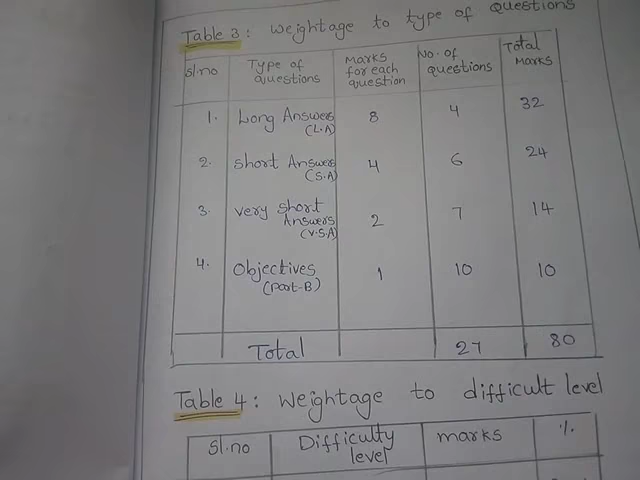 Table 3: Weightage to type of questions
Sl.no Type of questions Marks for each question No. of questions Total Marks
1. Long Answers (L.A) 8 4 32
2. short Answers (S.A) 4 6 24
3. very short Answers (V.S.A) 2 7 14
4. Objectives (part-B) 1 10 10
Total 27 80
Table 4: Weightage to difficult level
Sl.no Difficulty level marks %